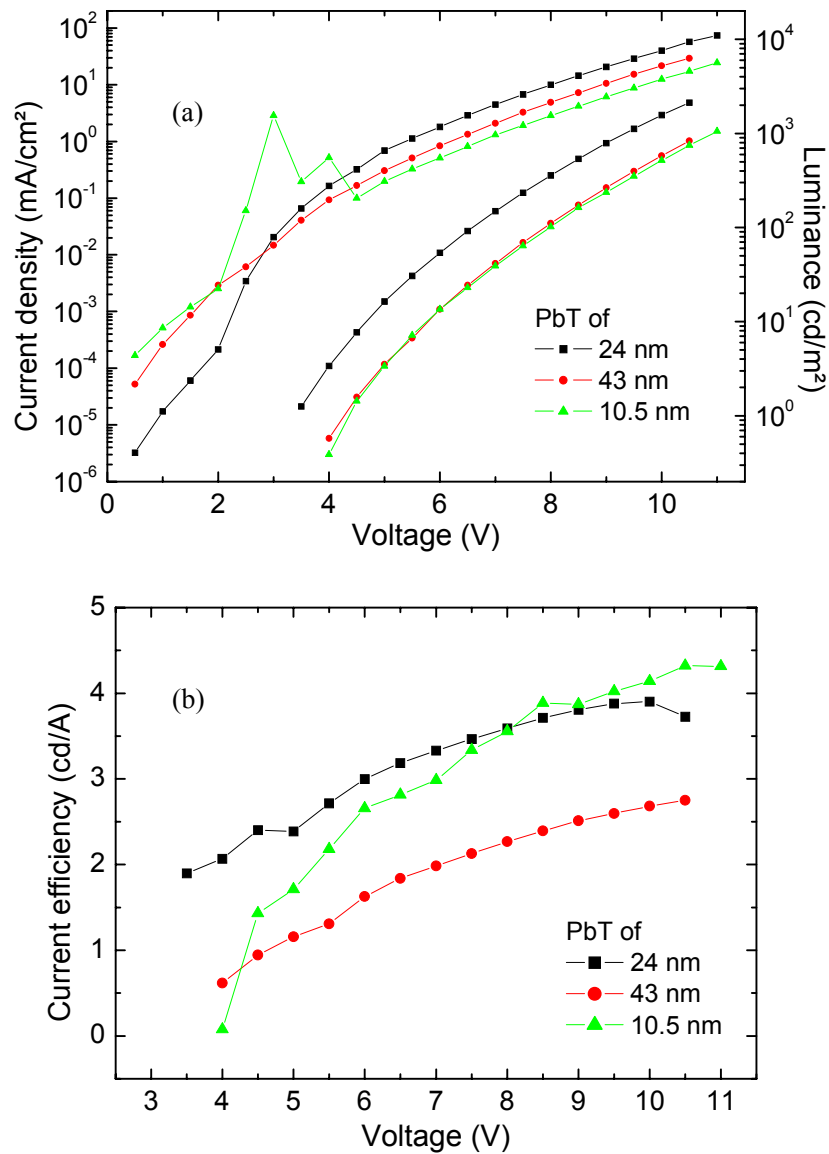 (a)
Current density (mA/cm²)
10²
10¹
10⁰
10⁻¹
10⁻²
10⁻³
10⁻⁴
10⁻⁵
10⁻⁶
Luminance (cd/m²)
10⁴
10³
10²
10¹
10⁰
PbT of
24 nm
43 nm
10.5 nm
0 2 4 6 8 10
Voltage (V)
(b)
Current efficiency (cd/A)
5
4
3
2
1
0
PbT of
24 nm
43 nm
10.5 nm
3 4 5 6 7 8 9 10 11
Voltage (V)